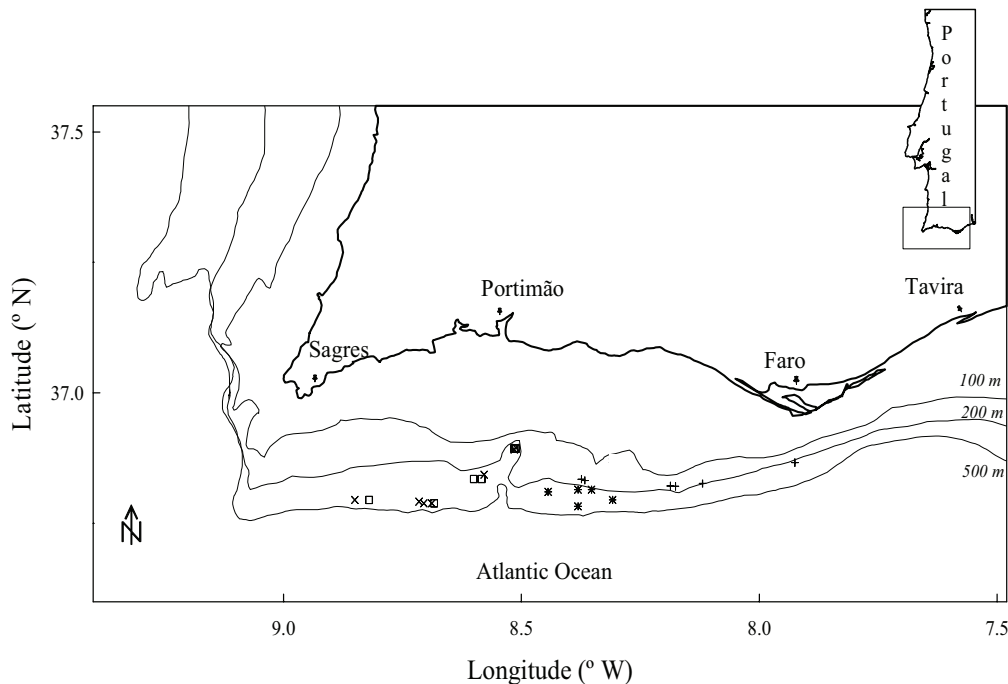 Portugal
37.5
Tavira
Portimão
Sagres
Faro
Latitude (º N)
37.0
100 m
200 m
500 m
N
Atlantic Ocean
9.0
8.5
8.0
7.5
Longitude (º W)